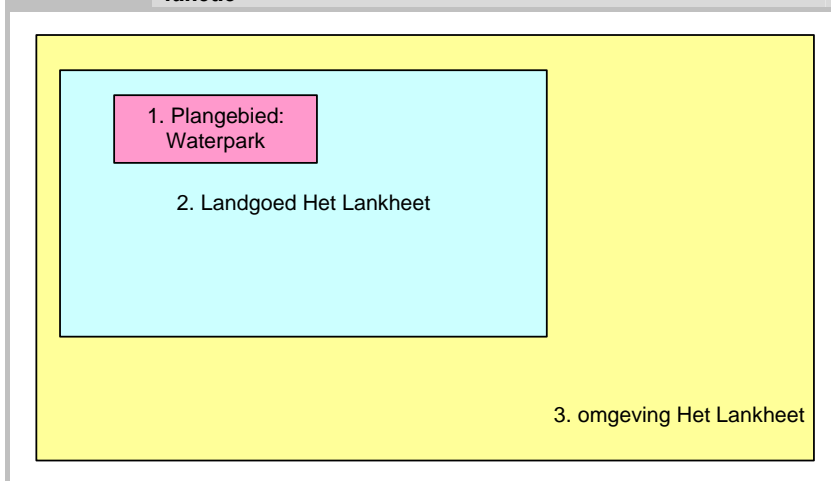 1. Plangebied:
Waterpark
2. Landgoed Het Lankheet
3. omgeving Het Lankheet